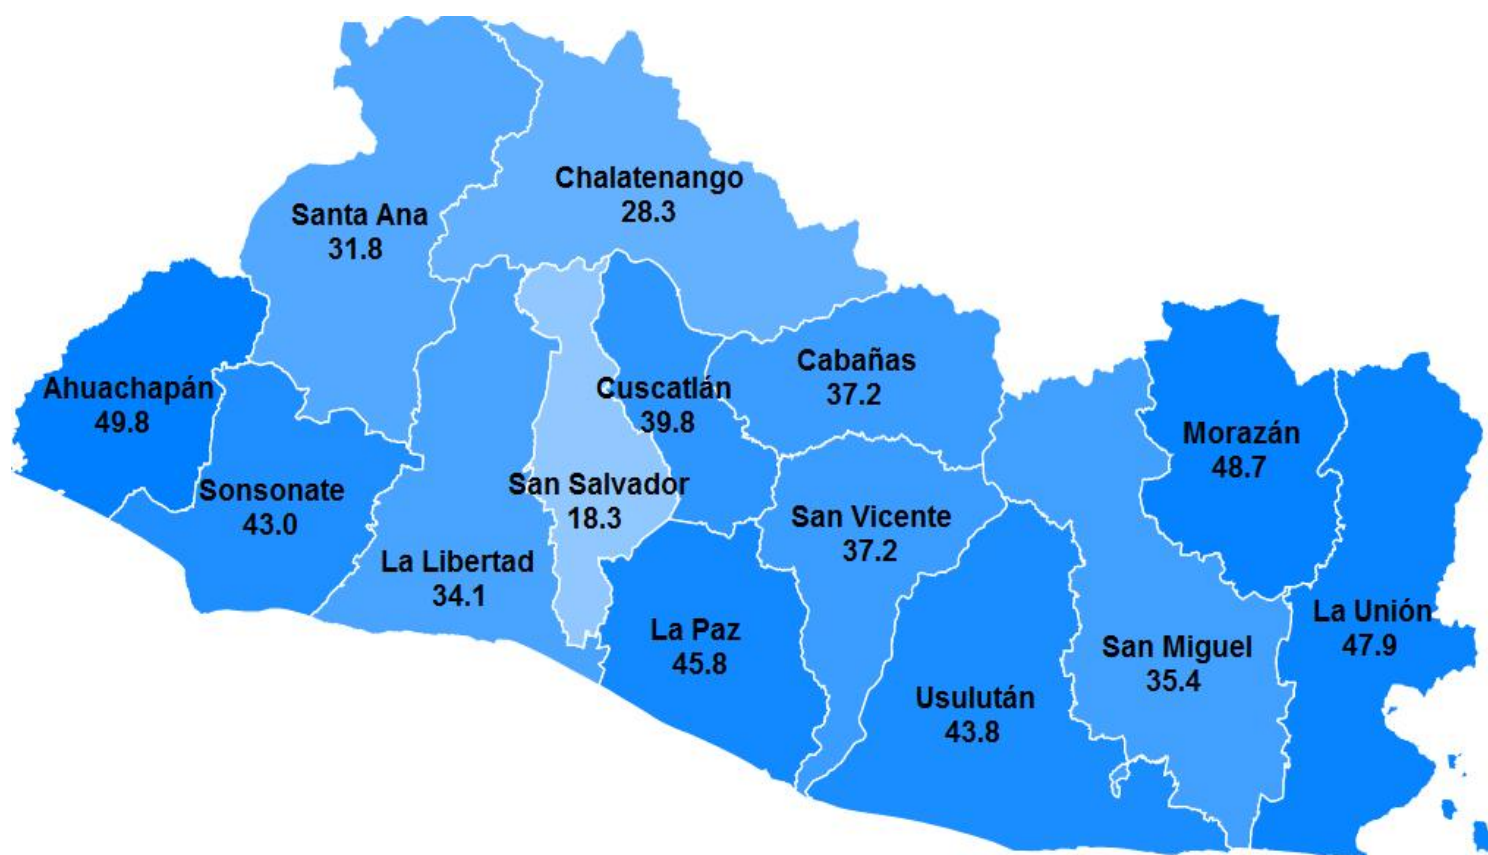 Chalatenango
28.3
Santa Ana
31.8
Ahuachapán
49.8
Cuscatlán
39.8
Cabañas
37.2
Morazán
48.7
Sonsonate
43.0
San Salvador
18.3
San Vicente
37.2
La Libertad
34.1
La Paz
45.8
La Unión
47.9
San Miguel
35.4
Usulután
43.8